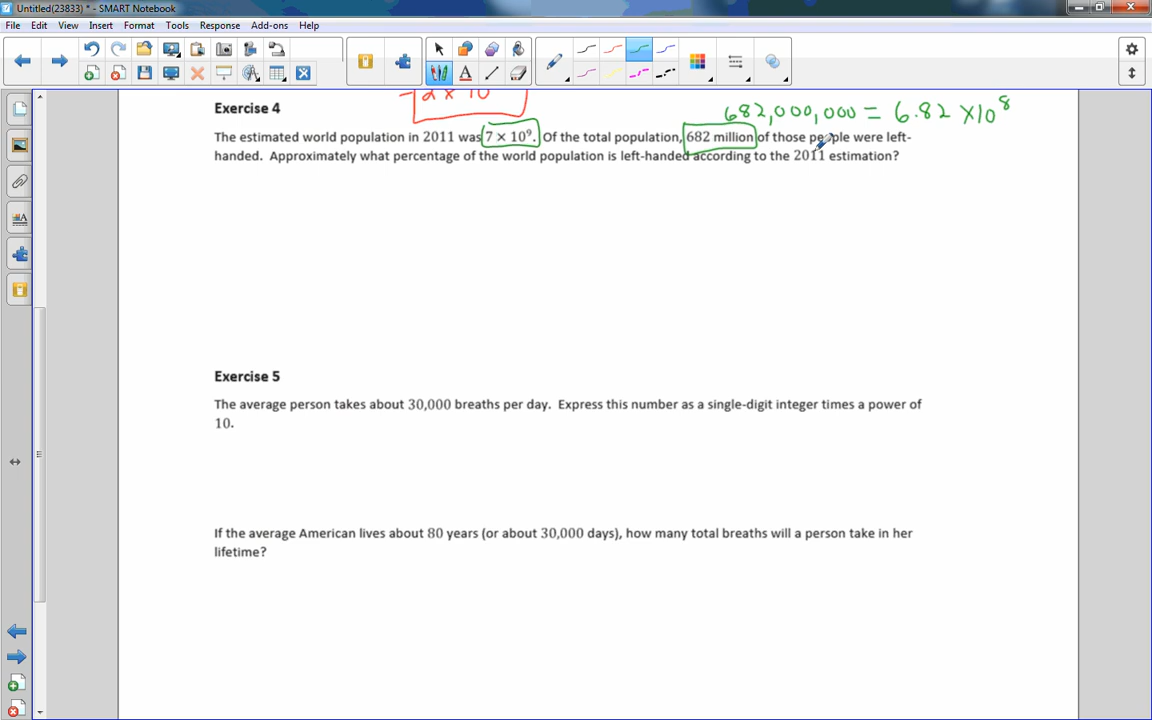 Untitled(23833) * - SMART Notebook
File Edit View Insert Format Tools Response Add-ons Help
2 × 10
Exercise 4
682,000,000 = 6.82 ×10⁸
The estimated world population in 2011 was 7 × 10⁹. Of the total population, 682 million of those people were left-
handed. Approximately what percentage of the world population is left-handed according to the 2011 estimation?
Exercise 5
The average person takes about 30,000 breaths per day. Express this number as a single-digit integer times a power of
10.
If the average American lives about 80 years (or about 30,000 days), how many total breaths will a person take in her
lifetime?